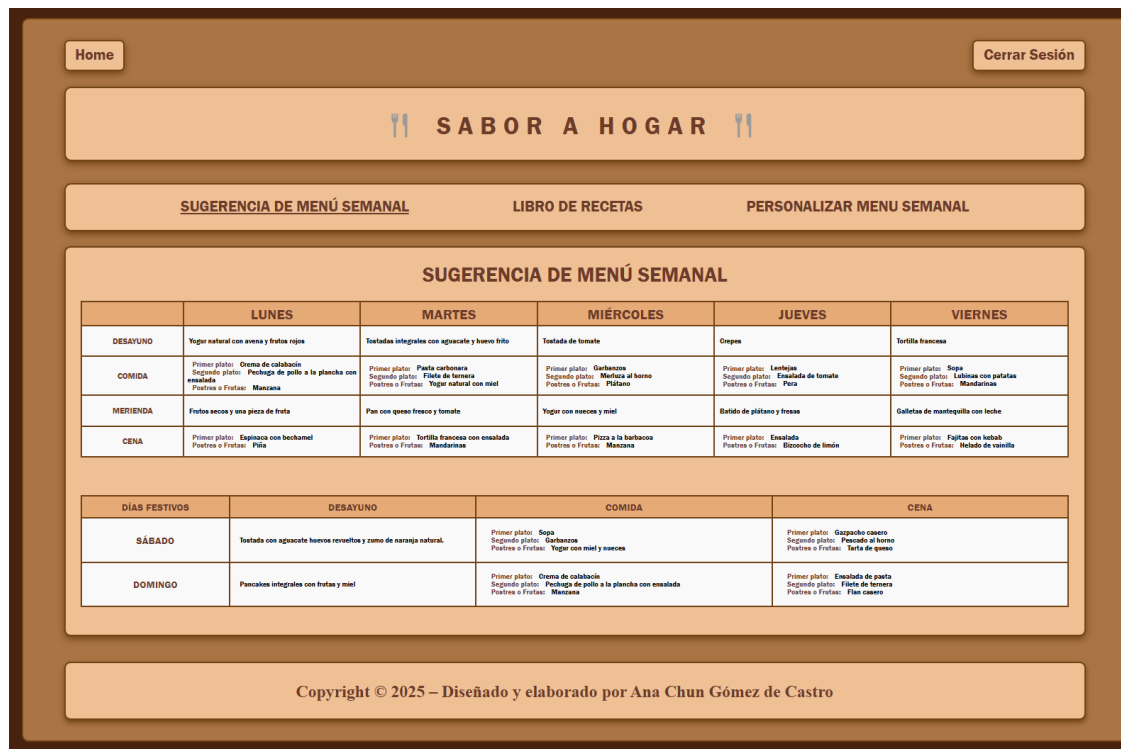 Home
Cerrar Sesión
SABOR A HOGAR
SUGERENCIA DE MENÚ SEMANAL
LIBRO DE RECETAS
PERSONALIZAR MENU SEMANAL
SUGERENCIA DE MENÚ SEMANAL
LUNES
MARTES
MIÉRCOLES
JUEVES
VIERNES
DESAYUNO
Yogur natural con avena y frutos rojos
Tostadas integrales con aguacate y huevo frito
Tostada de tomate
Crepes
Tortilla francesa
COMIDA
Primer plato: Crema de calabacín
Segundo plato: Pechuga de pollo a la plancha con
ensalada
Postres o Frutas: Manzana
Primer plato: Pasta carbonara
Segundo plato: Filete de ternera
Postres o Frutas: Yogur natural con miel
Primer plato: Garbanzos
Segundo plato: Merluza al horno
Postres o Frutas: Plátano
Primer plato: Lentejas
Segundo plato: Ensalada de tomate
Postres o Frutas: Pera
Primer plato: Sopa
Segundo plato: Lubinas con patatas
Postres o Frutas: Mandarinas
MERIENDA
Frutos secos y una pieza de fruta
Pan con queso fresco y tomate
Yogur con nueces y miel
Batido de plátano y fresas
Galletas de mantequilla con leche
CENA
Primer plato: Espinaca con bechamel
Postres o Frutas: Piña
Primer plato: Tortilla francesa con ensalada
Postres o Frutas: Mandarinas
Primer plato: Pizza a la barbacoa
Postres o Frutas: Manzana
Primer plato: Ensalada
Postres o Frutas: Bizcocho de limón
Primer plato: Fajitas con kebab
Postres o Frutas: Helado de vainilla
DÍAS FESTIVOS
DESAYUNO
COMIDA
CENA
SÁBADO
Tostada con aguacate huevos revueltos y zumo de naranja natural.
Primer plato: Sopa
Segundo plato: Garbanzos
Postres o Frutas: Yogur con miel y nueces
Primer plato: Gazpacho casero
Segundo plato: Pescado al horno
Postres o Frutas: Tarta de queso
DOMINGO
Pancakes integrales con frutas y miel
Primer plato: Crema de calabacín
Segundo plato: Pechuga de pollo a la plancha con ensalada
Postres o Frutas: Manzana
Primer plato: Ensalada de pasta
Segundo plato: Filete de ternera
Postres o Frutas: Flan casero
Copyright © 2025 – Diseñado y elaborado por Ana Chun Gómez de Castro